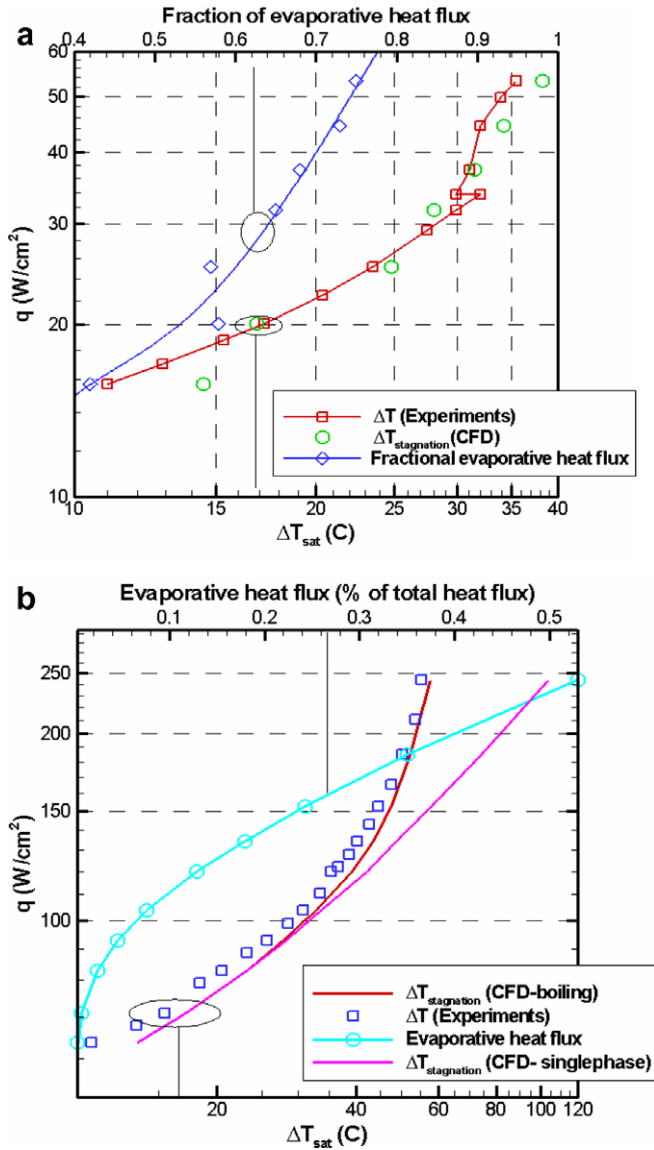 a
Fraction of evaporative heat flux
0.4 0.5 0.6 0.7 0.8 0.9 1
60
50
40
30
20
10
q (W/cm²)
ΔT (Experiments)
ΔTstagnation (CFD)
Fractional evaporative heat flux
10 15 20 25 30 35 40
ΔTsat (C)
b
Evaporative heat flux (% of total heat flux)
0.1 0.2 0.3 0.4 0.5
250
200
150
100
q (W/cm²)
ΔTstagnation (CFD-boiling)
ΔT (Experiments)
Evaporative heat flux
ΔTstagnation (CFD- singlephase)
20 40 60 80 100 120
ΔTsat (C)